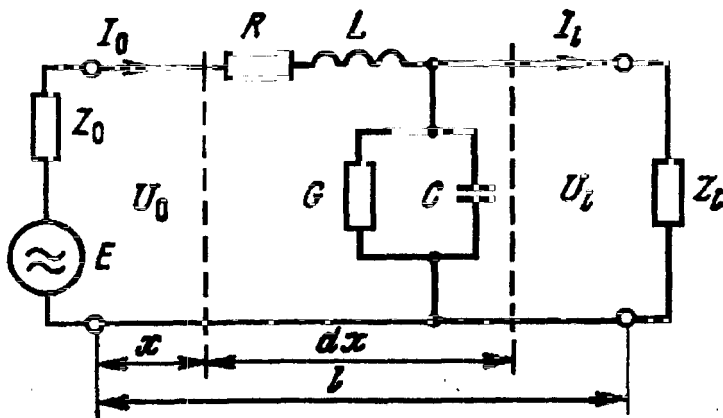 I₀ R L Iₗ
Z₀
U₀ G C Uₗ Zₗ
E
x dx
l